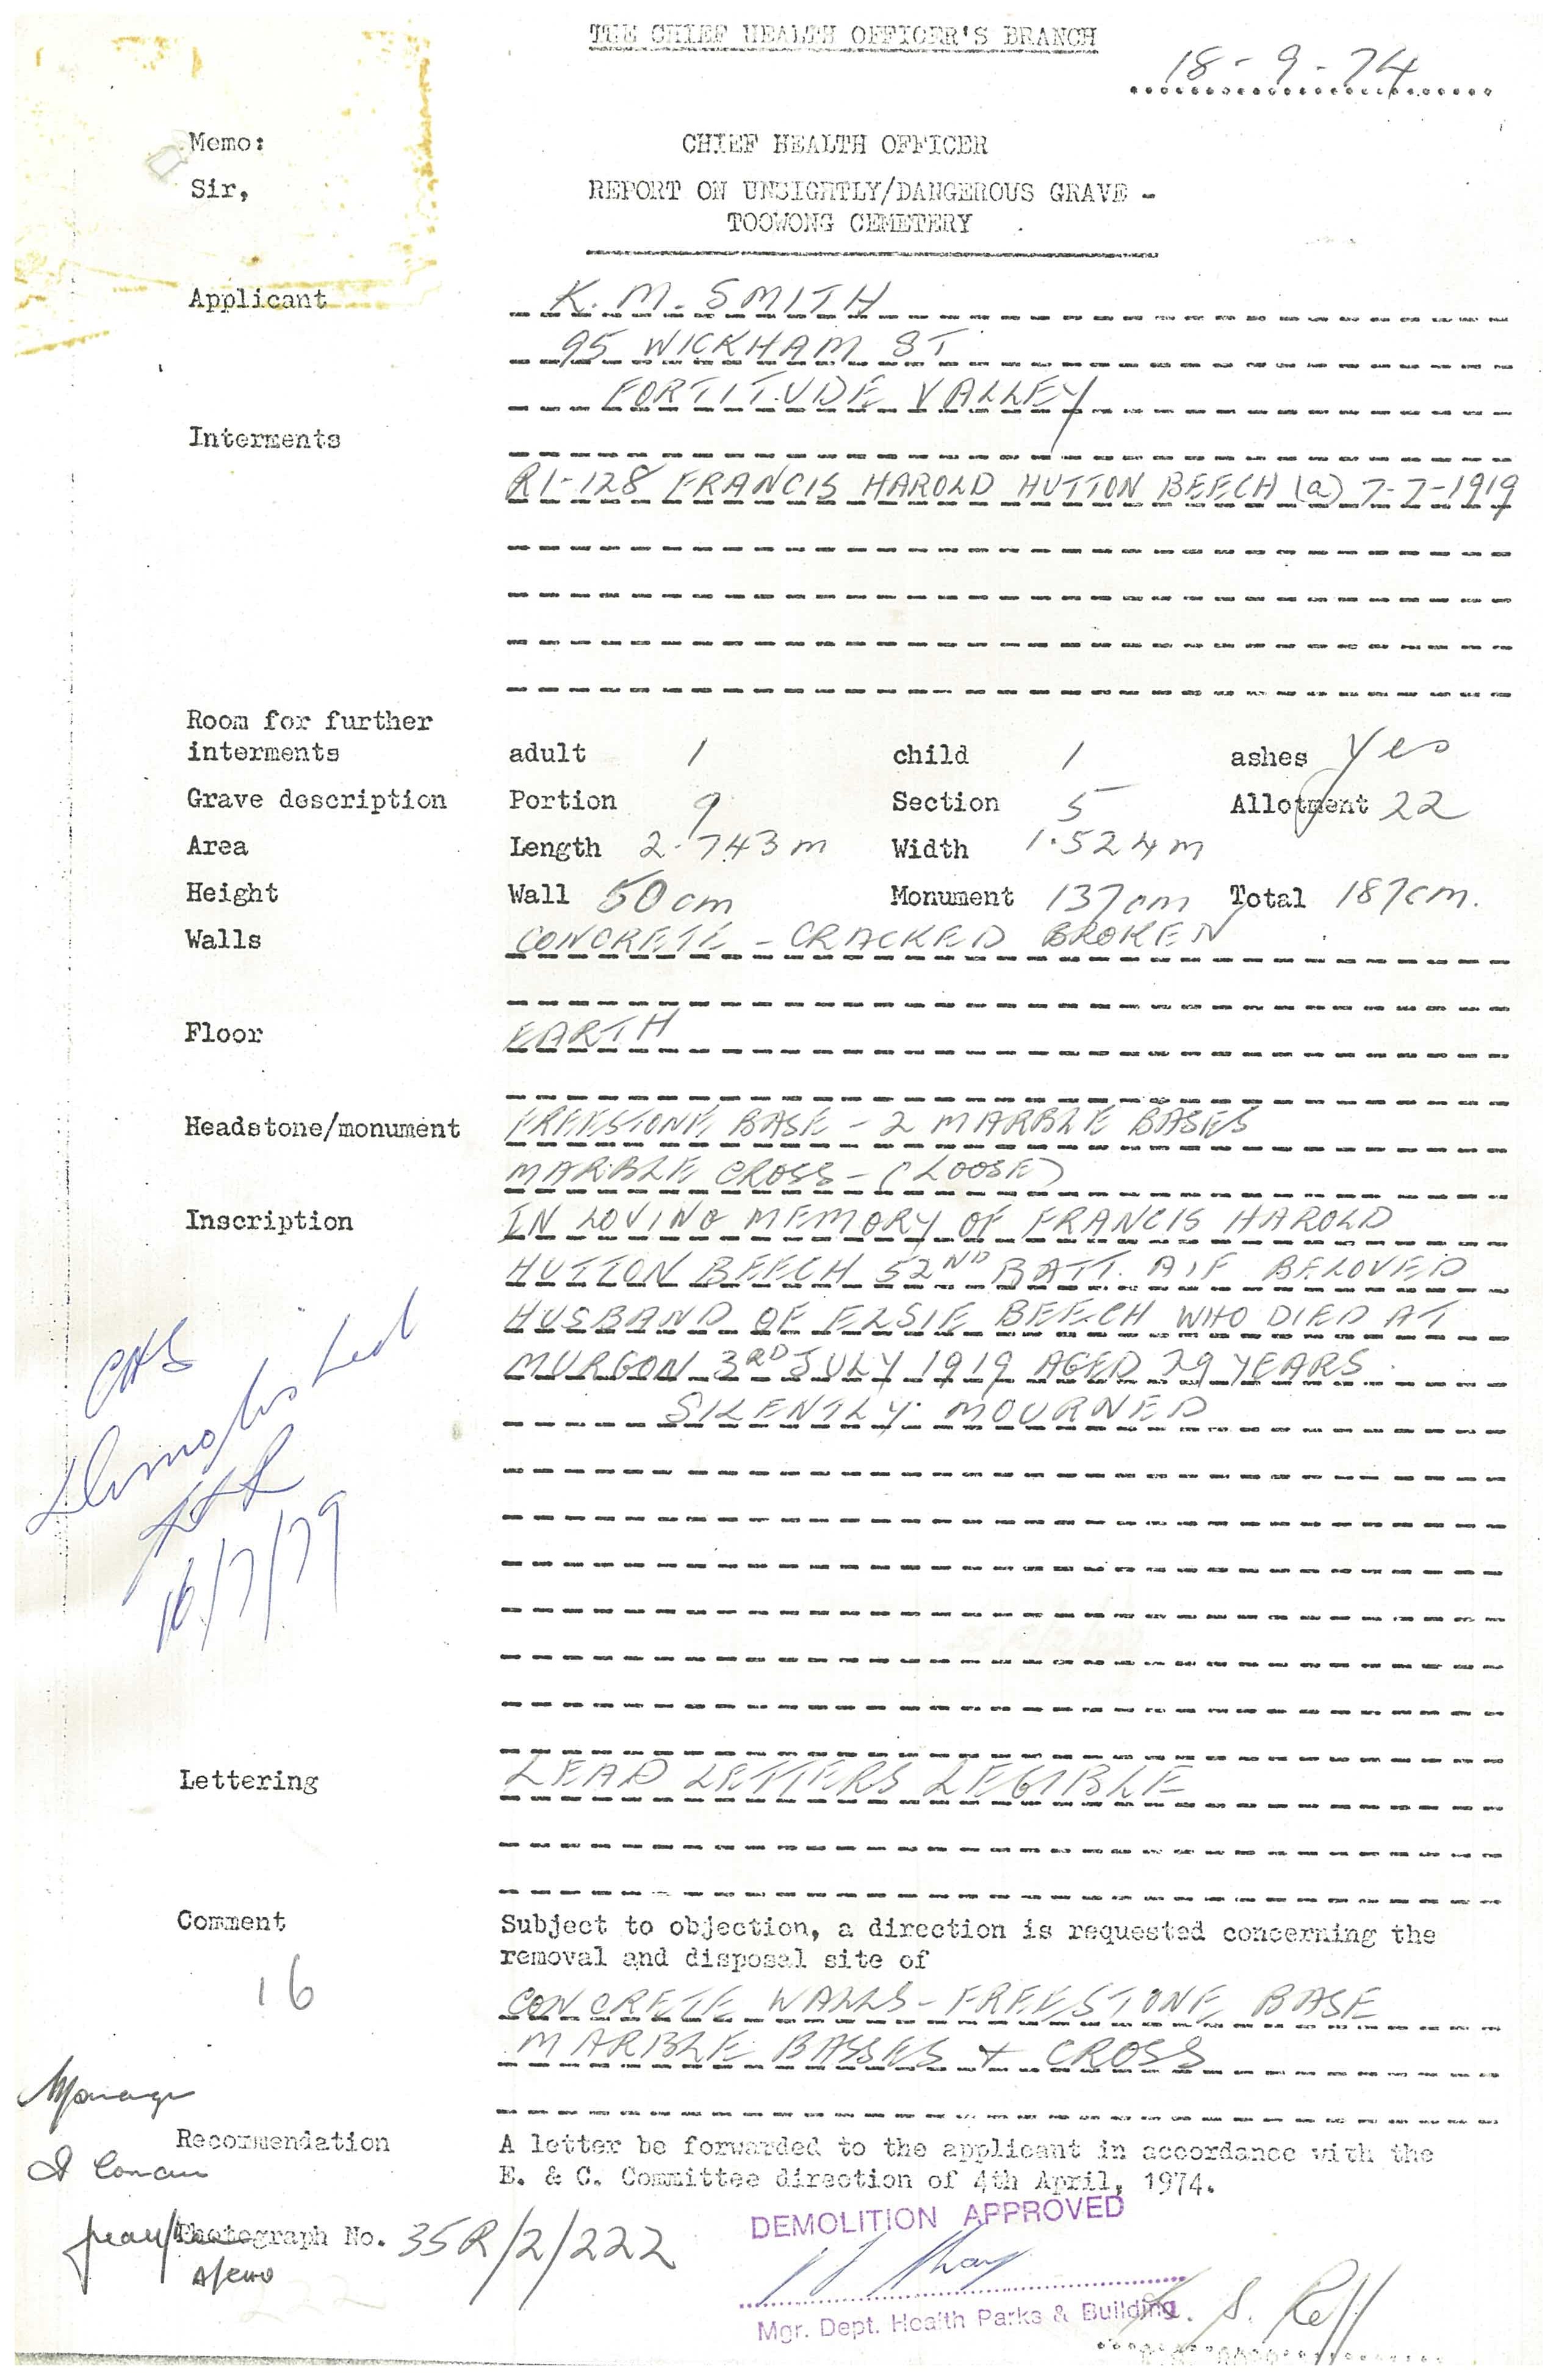 THE CHIEF HEALTH OFFICER'S BRANCH
18-9-74
Memo:
CHIEF HEALTH OFFICER
Sir,
REPORT ON UNSIGHTLY/DANGEROUS GRAVE -
TOOWONG CEMETERY
Applicant K. M. SMITH
95 WICKHAM ST
FORTITUDE VALLEY
Interments
R1-128 FRANCIS HAROLD HUTTON BEECH (a) 7-7-1919
Room for further
interments adult 1 child 1 ashes Yes
Grave description Portion 9 Section 5 Allotment 22
Area Length 2.743m Width 1.524m
Height Wall 50cm Monument 137cm Total 187cm.
Walls CONCRETE - CRACKED BROKEN
Floor EARTH
Headstone/monument FREESTONE BASE - 2 MARBLE BASES
MARBLE CROSS - (LOOSE)
Inscription IN LOVING MEMORY OF FRANCIS HAROLD
HUTTON BEECH 52ND BATT. AIF BELOVED
HUSBAND OF ELSIE BEECH WHO DIED AT
MURGON 3RD JULY 1919 AGED 29 YEARS.
SILENTLY MOURNED
Demolished
16/7/79
Lettering LEAD LETTERS LEGIBLE
Comment Subject to objection, a direction is requested concerning the
removal and disposal site of
16
CONCRETE WALLS - FREESTONE BASE
MARBLE BASSES + CROSS
Manager
Recommendation A letter be forwarded to the applicant in accordance with the
E. & C. Committee direction of 4th April, 1974.
I Concur
DEMOLITION APPROVED
Photograph No. 35R/2/222
A/CHO
Mgr. Dept. Health Parks & Building